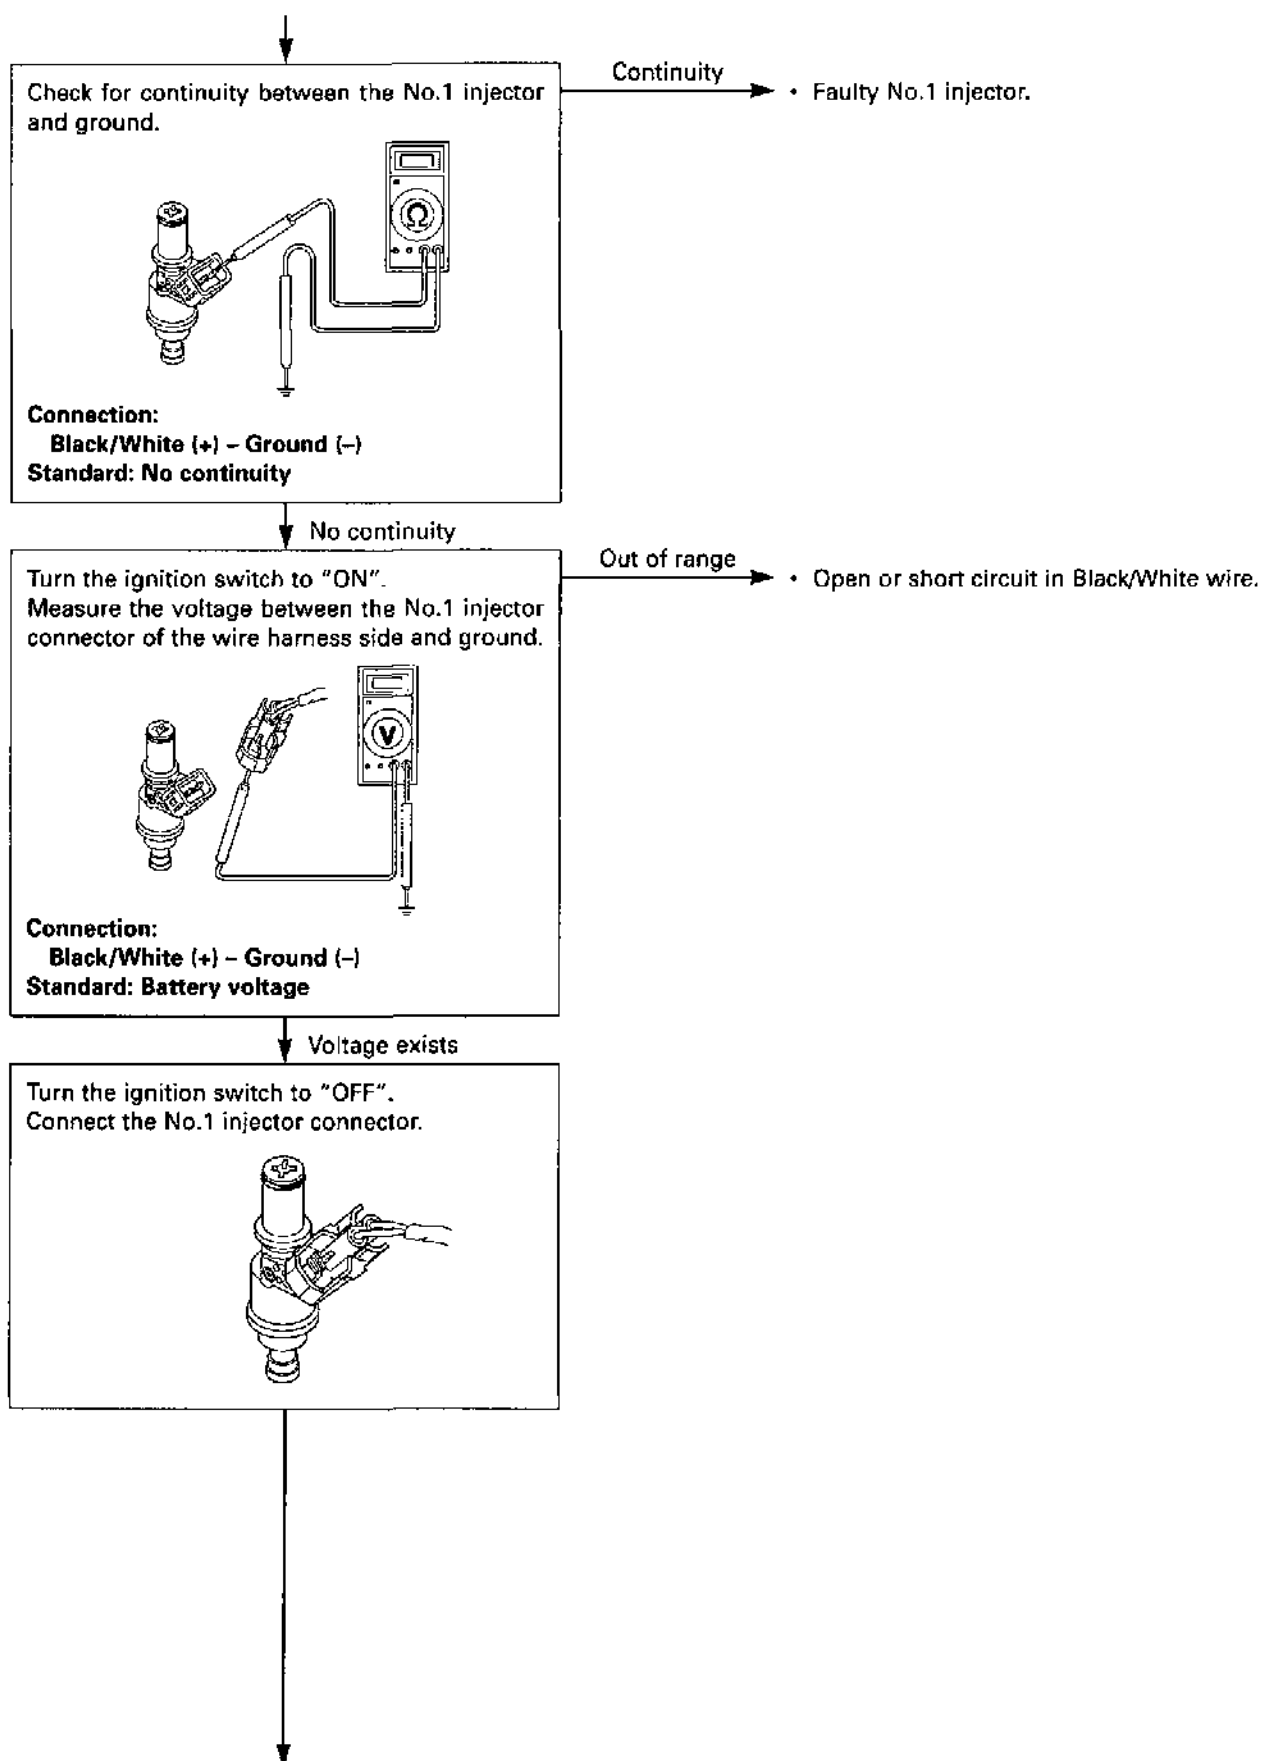 Check for continuity between the No.1 injector
and ground.
Continuity
• Faulty No.1 injector.
Ω
Connection:
Black/White (+) – Ground (–)
Standard: No continuity
No continuity
Turn the ignition switch to “ON”.
Measure the voltage between the No.1 injector
connector of the wire harness side and ground.
Out of range
• Open or short circuit in Black/White wire.
V
Connection:
Black/White (+) – Ground (–)
Standard: Battery voltage
Voltage exists
Turn the ignition switch to “OFF”.
Connect the No.1 injector connector.